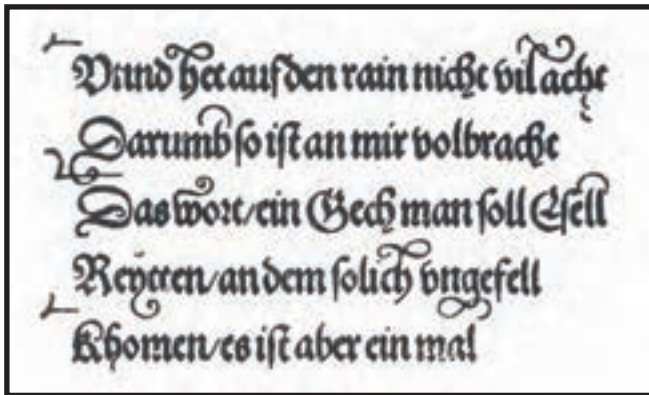 Vnnd het auf den rain nicht vil acht
Darumb so ist an mir volbracht
Das wort / ein Gech man soll Esell
Reytten / an dem solich vngefell
Khomen / es ist aber ein mal